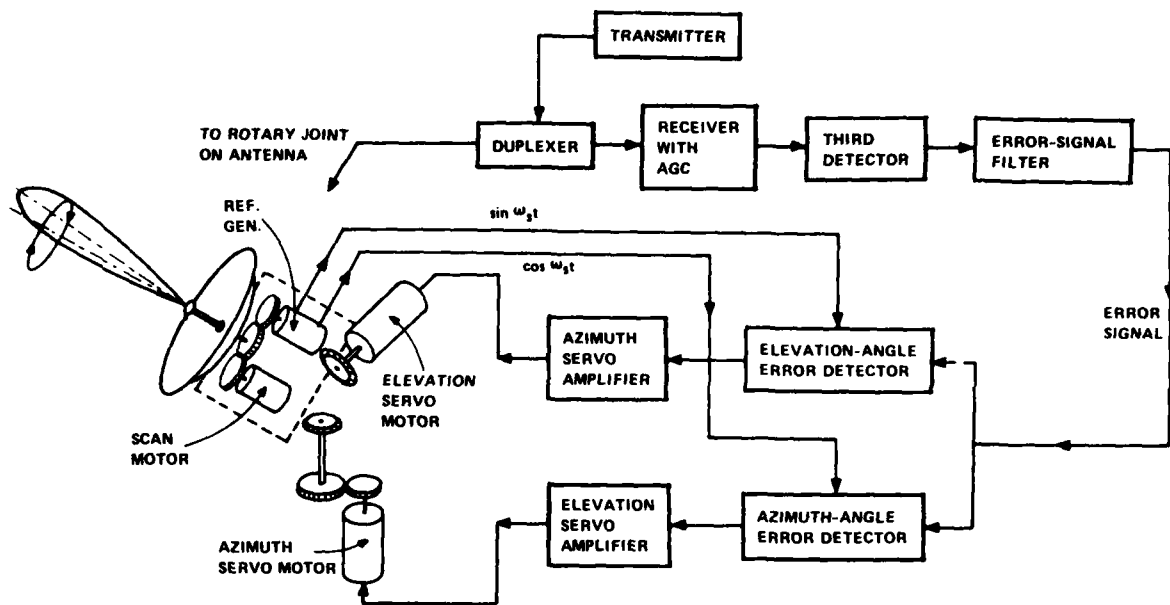 TRANSMITTER
TO ROTARY JOINT
ON ANTENNA
DUPLEXER
RECEIVER
WITH
AGC
THIRD
DETECTOR
ERROR-SIGNAL
FILTER
REF.
GEN.
sin ωst
cos ωst
ERROR
SIGNAL
AZIMUTH
SERVO
AMPLIFIER
ELEVATION-ANGLE
ERROR DETECTOR
ELEVATION
SERVO
MOTOR
SCAN
MOTOR
ELEVATION
SERVO
AMPLIFIER
AZIMUTH-ANGLE
ERROR DETECTOR
AZIMUTH
SERVO MOTOR